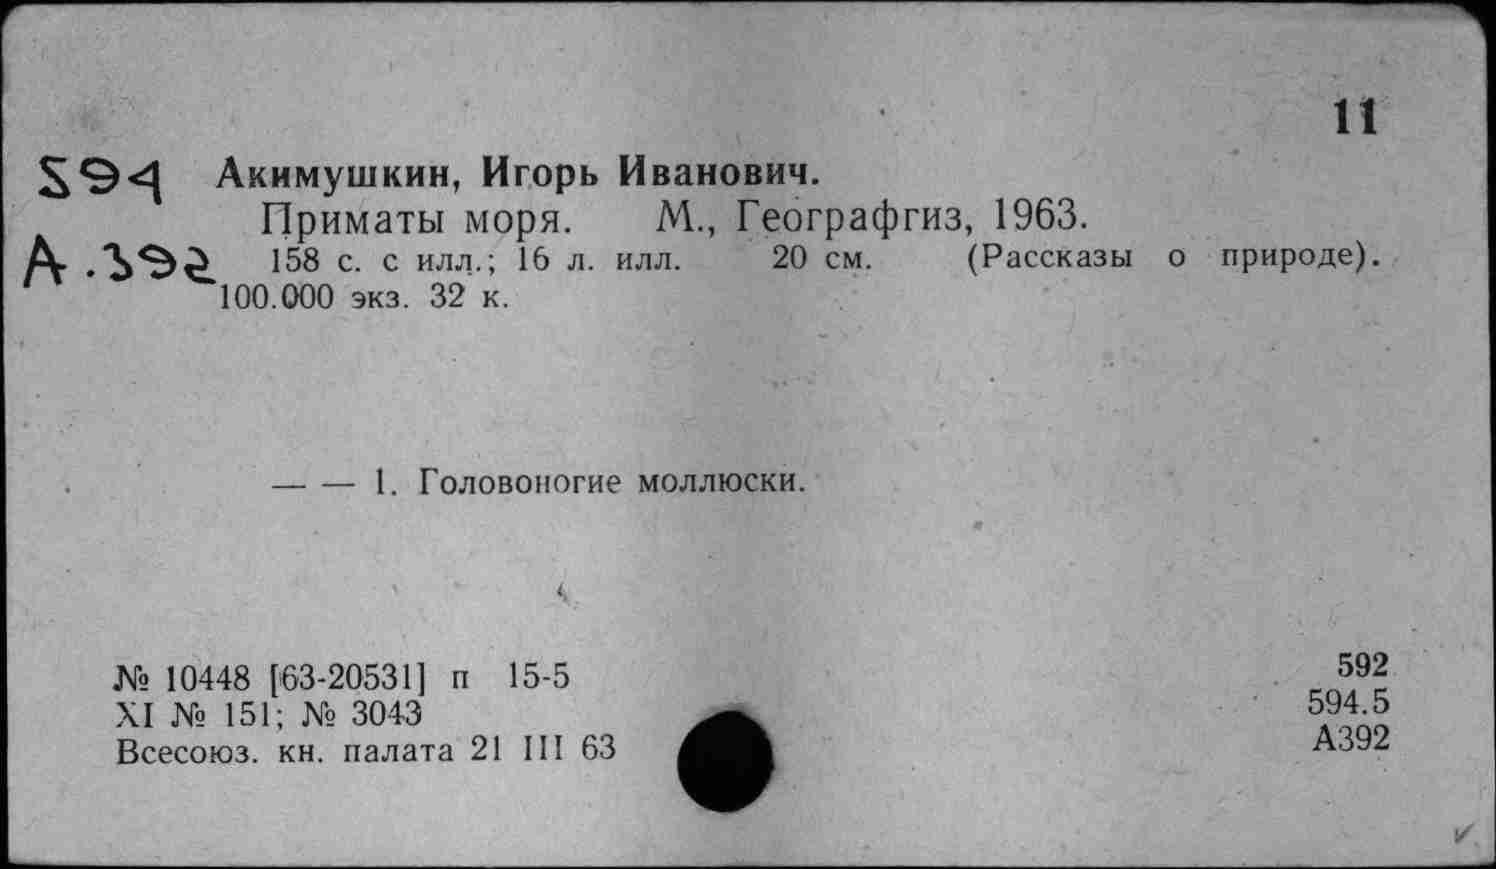 11
594 Акимушкин, Игорь Иванович.
Приматы моря. М., Географгиз, 1963.
А.392 158 с. с илл.; 16 л. илл. 20 см. (Рассказы о природе).
100.000 экз. 32 к.
— — 1. Головоногие моллюски.
№ 10448 [63-20531] п 15-5
XI № 151; № 3043
Всесоюз. кн. палата 21 III 63
592
594.5
А392